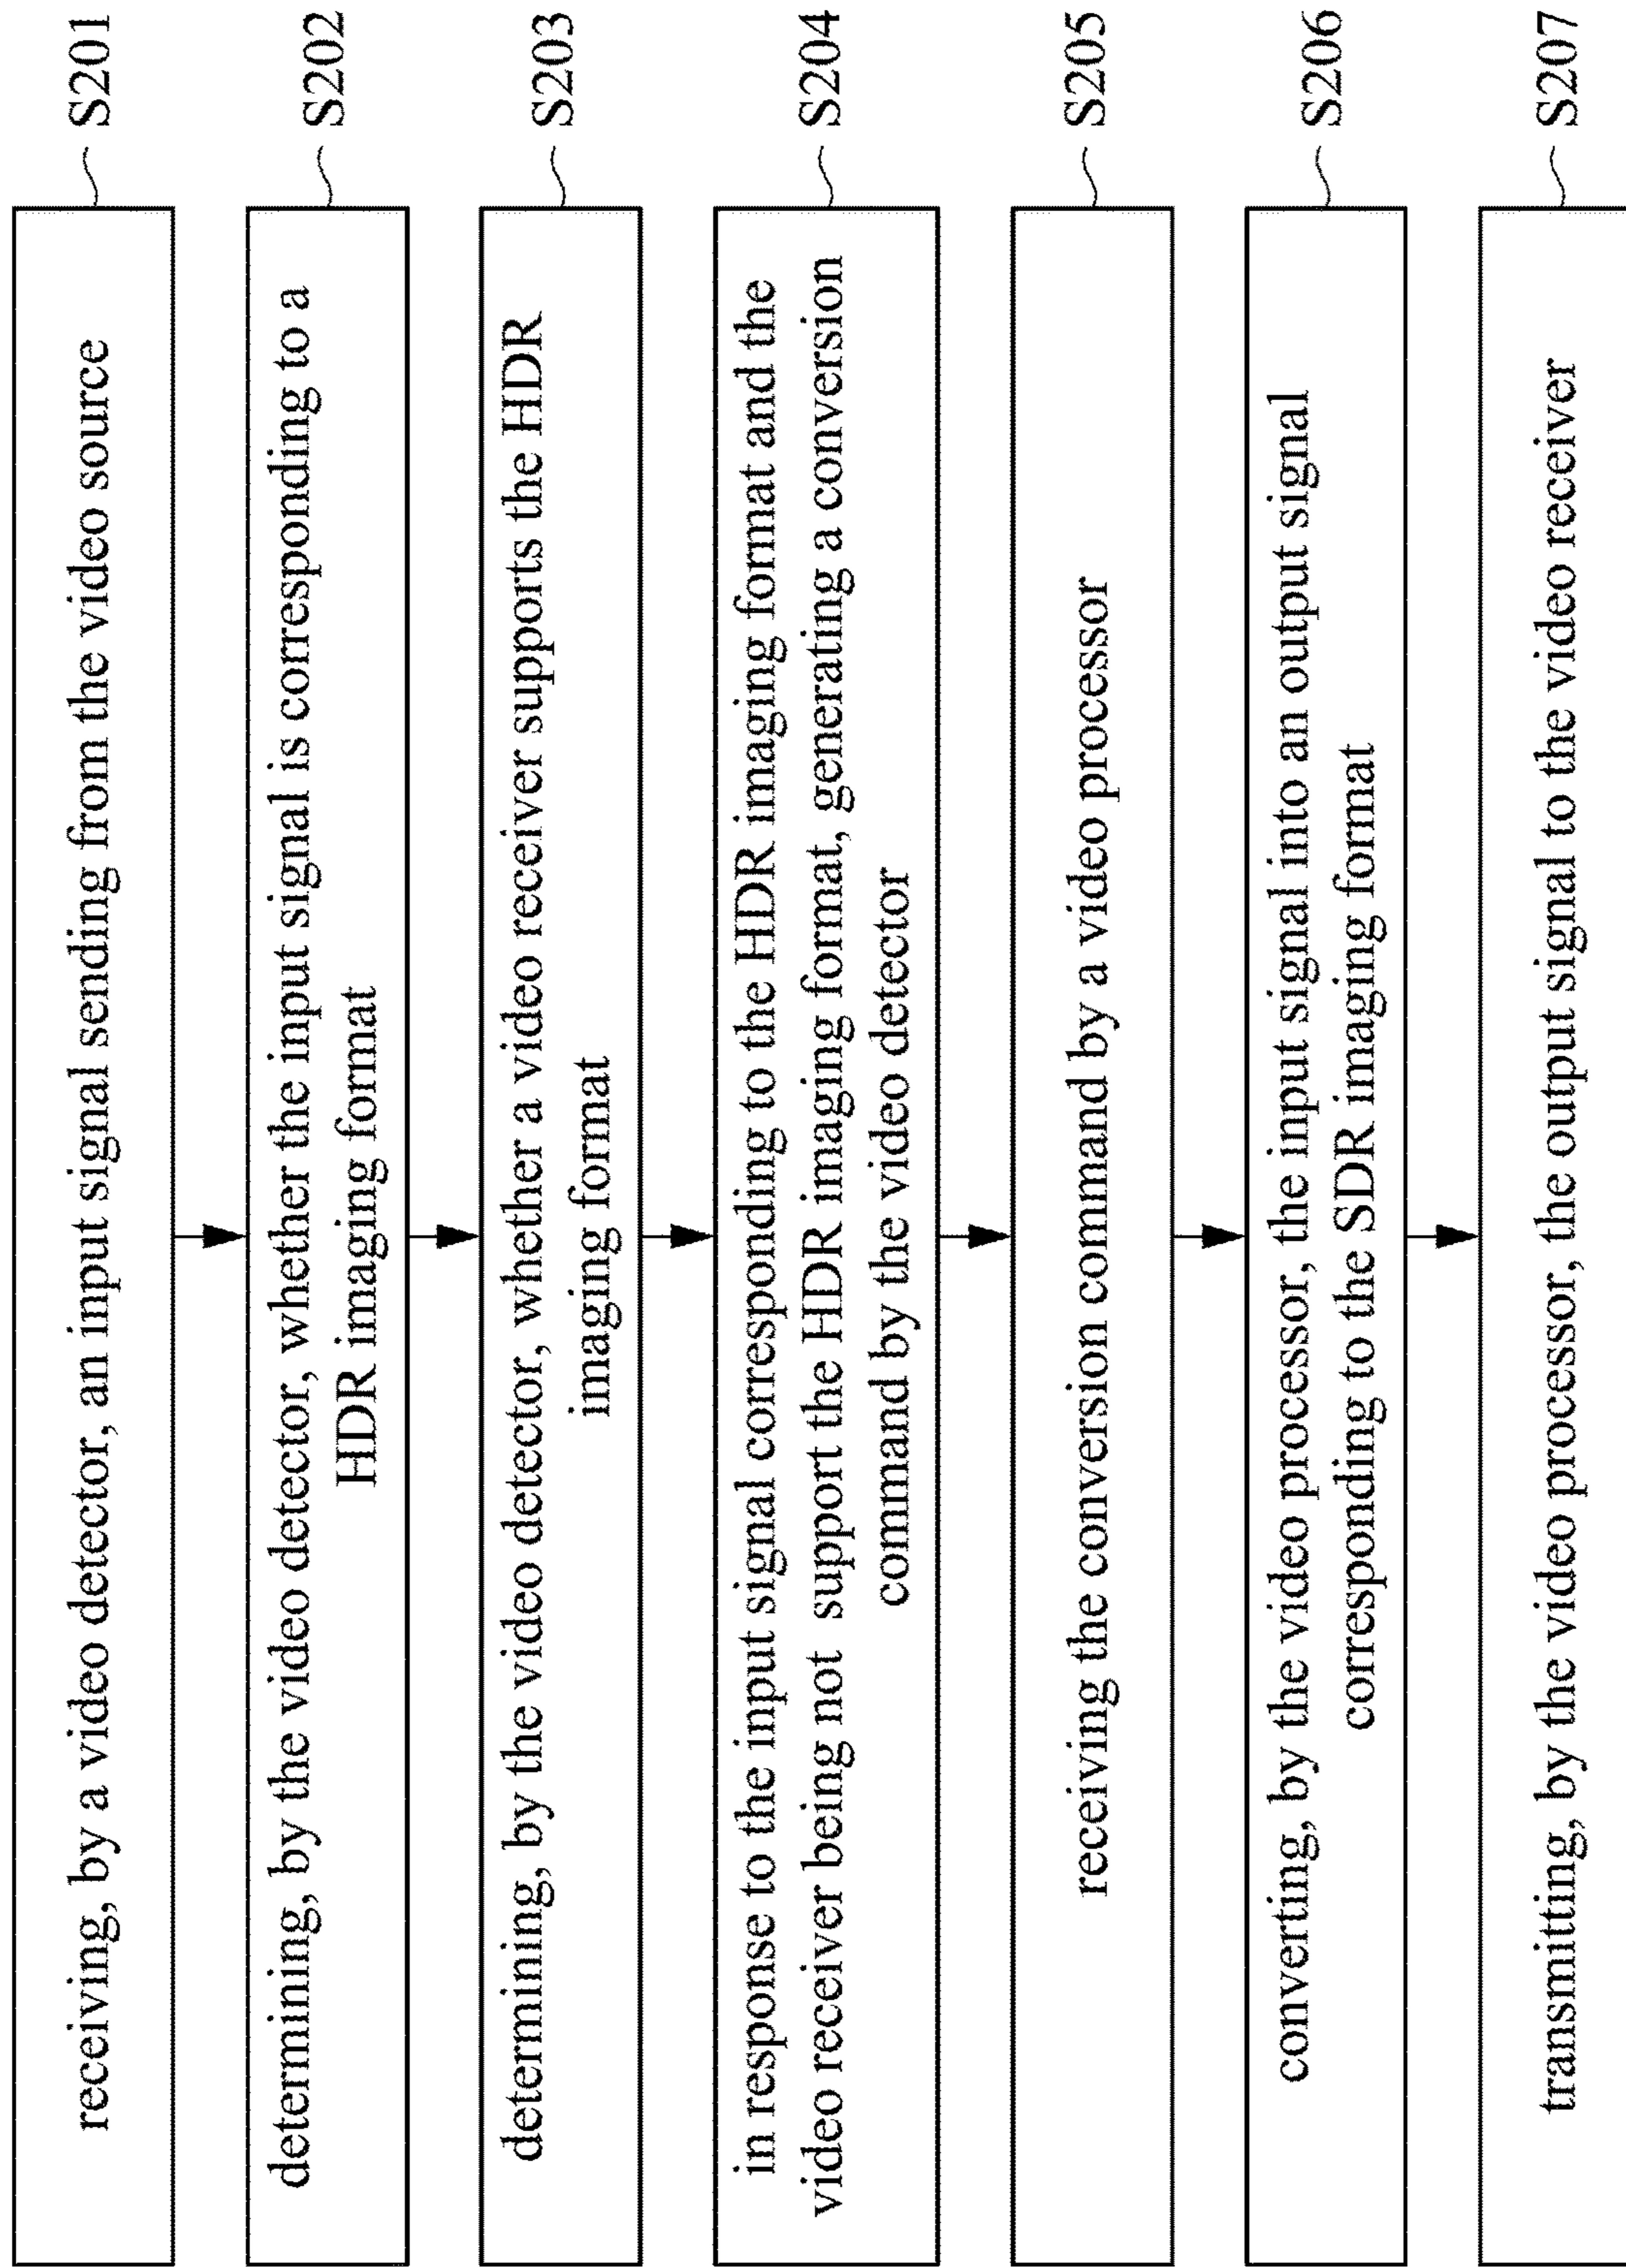 receiving, by a video detector, an input signal sending from the video source
S201
determining, by the video detector, whether the input signal is corresponding to a
HDR imaging format
S202
determining, by the video detector, whether a video receiver supports the HDR
imaging format
S203
in response to the input signal corresponding to the HDR imaging format and the
video receiver being not support the HDR imaging format, generating a conversion
command by the video detector
S204
receiving the conversion command by a video processor
S205
converting, by the video processor, the input signal into an output signal
corresponding to the SDR imaging format
S206
transmitting, by the video processor, the output signal to the video receiver
S207